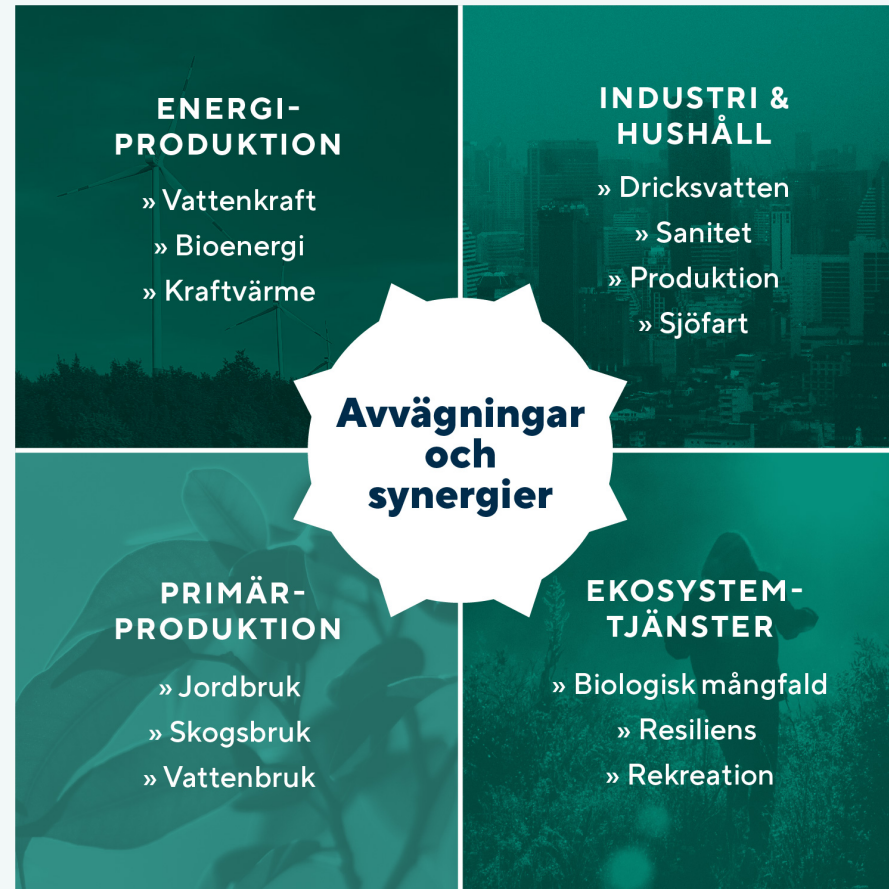 ENERGI-
PRODUKTION
» Vattenkraft
» Bioenergi
» Kraftvärme
INDUSTRI &
HUSHÅLL
» Dricksvatten
» Sanitet
» Produktion
» Sjöfart
Avvägningar
och
synergier
PRIMÄR-
PRODUKTION
» Jordbruk
» Skogsbruk
» Vattenbruk
EKOSYSTEM-
TJÄNSTER
» Biologisk mångfald
» Resiliens
» Rekreation